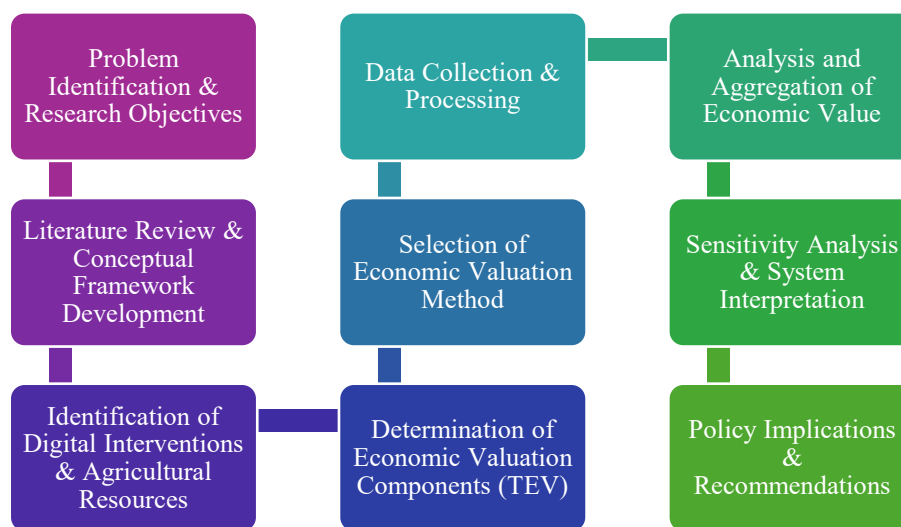 Problem
Identification &
Research Objectives
Literature Review &
Conceptual
Framework
Development
Identification of
Digital Interventions
& Agricultural
Resources
Determination of
Economic Valuation
Components (TEV)
Selection of
Economic Valuation
Method
Data Collection &
Processing
Analysis and
Aggregation of
Economic Value
Sensitivity Analysis
& System
Interpretation
Policy Implications
&
Recommendations